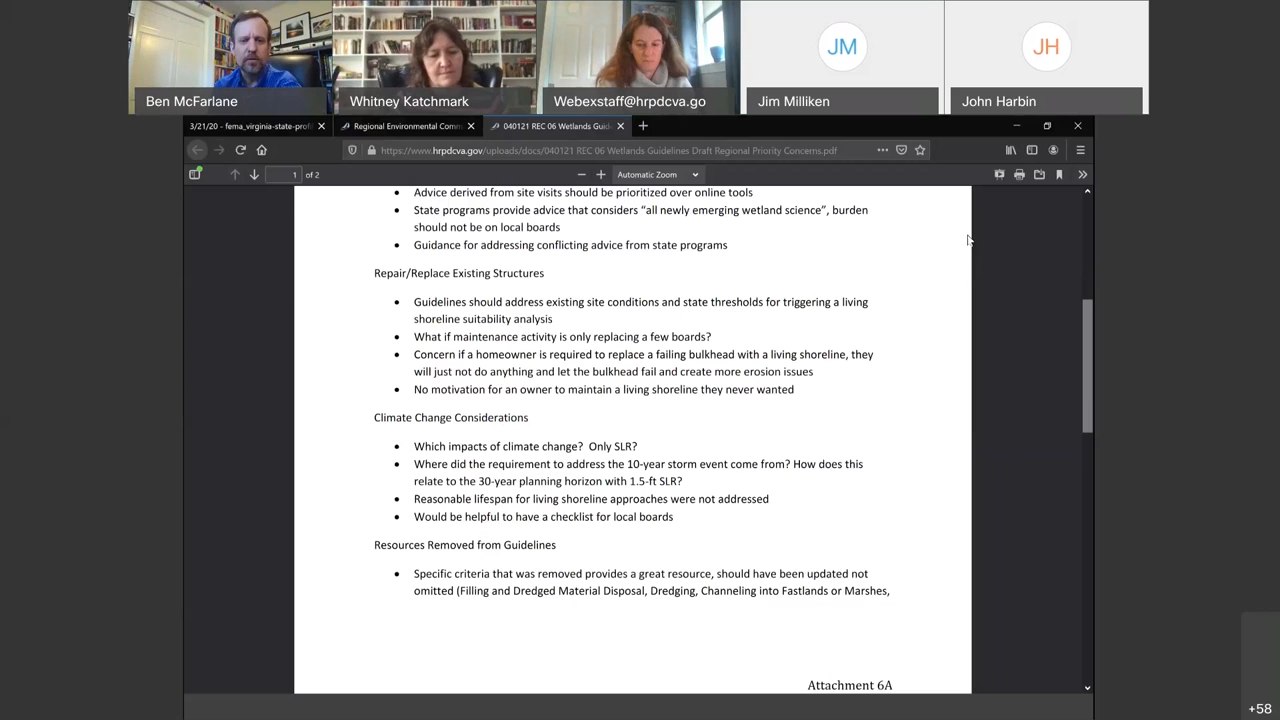 JM
JH
Ben McFarlane
Whitney Katchmark
Webexstaff@hrpdcva.go
Jim Milliken
John Harbin
3/21/20 - fema_virginia-state-prof
Regional Environmental Comm
040121 REC 06 Wetlands Guid
https://www.hrpdcva.gov/uploads/docs/040121 REC 06 Wetlands Guidelines Draft Regional Priority Concerns.pdf
1 of 2
Automatic Zoom
• Advice derived from site visits should be prioritized over online tools
• State programs provide advice that considers “all newly emerging wetland science”, burden
should not be on local boards
• Guidance for addressing conflicting advice from state programs
Repair/Replace Existing Structures
• Guidelines should address existing site conditions and state thresholds for triggering a living
shoreline suitability analysis
• What if maintenance activity is only replacing a few boards?
• Concern if a homeowner is required to replace a failing bulkhead with a living shoreline, they
will just not do anything and let the bulkhead fail and create more erosion issues
• No motivation for an owner to maintain a living shoreline they never wanted
Climate Change Considerations
• Which impacts of climate change?  Only SLR?
• Where did the requirement to address the 10-year storm event come from? How does this
relate to the 30-year planning horizon with 1.5-ft SLR?
• Reasonable lifespan for living shoreline approaches were not addressed
• Would be helpful to have a checklist for local boards
Resources Removed from Guidelines
• Specific criteria that was removed provides a great resource, should have been updated not
omitted (Filling and Dredged Material Disposal, Dredging, Channeling into Fastlands or Marshes,
Attachment 6A
+58